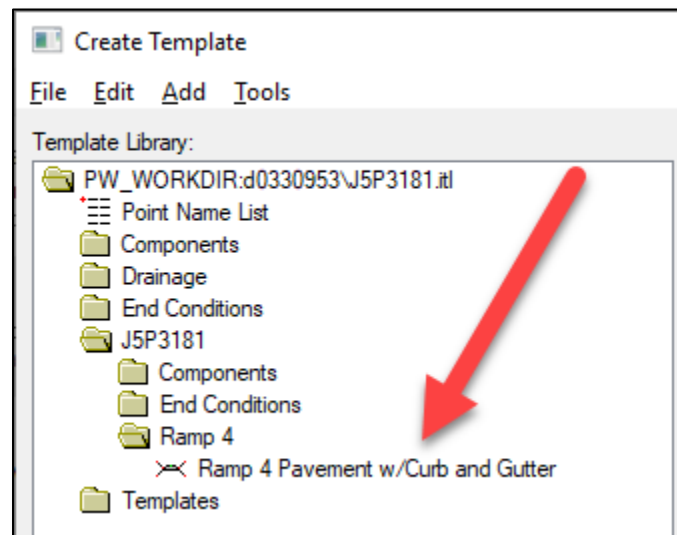 Create Template
File Edit Add Tools
Template Library:
PW_WORKDIR:d0330953\J5P3181.itl
Point Name List
Components
Drainage
End Conditions
J5P3181
Components
End Conditions
Ramp 4
Ramp 4 Pavement w/Curb and Gutter
Templates